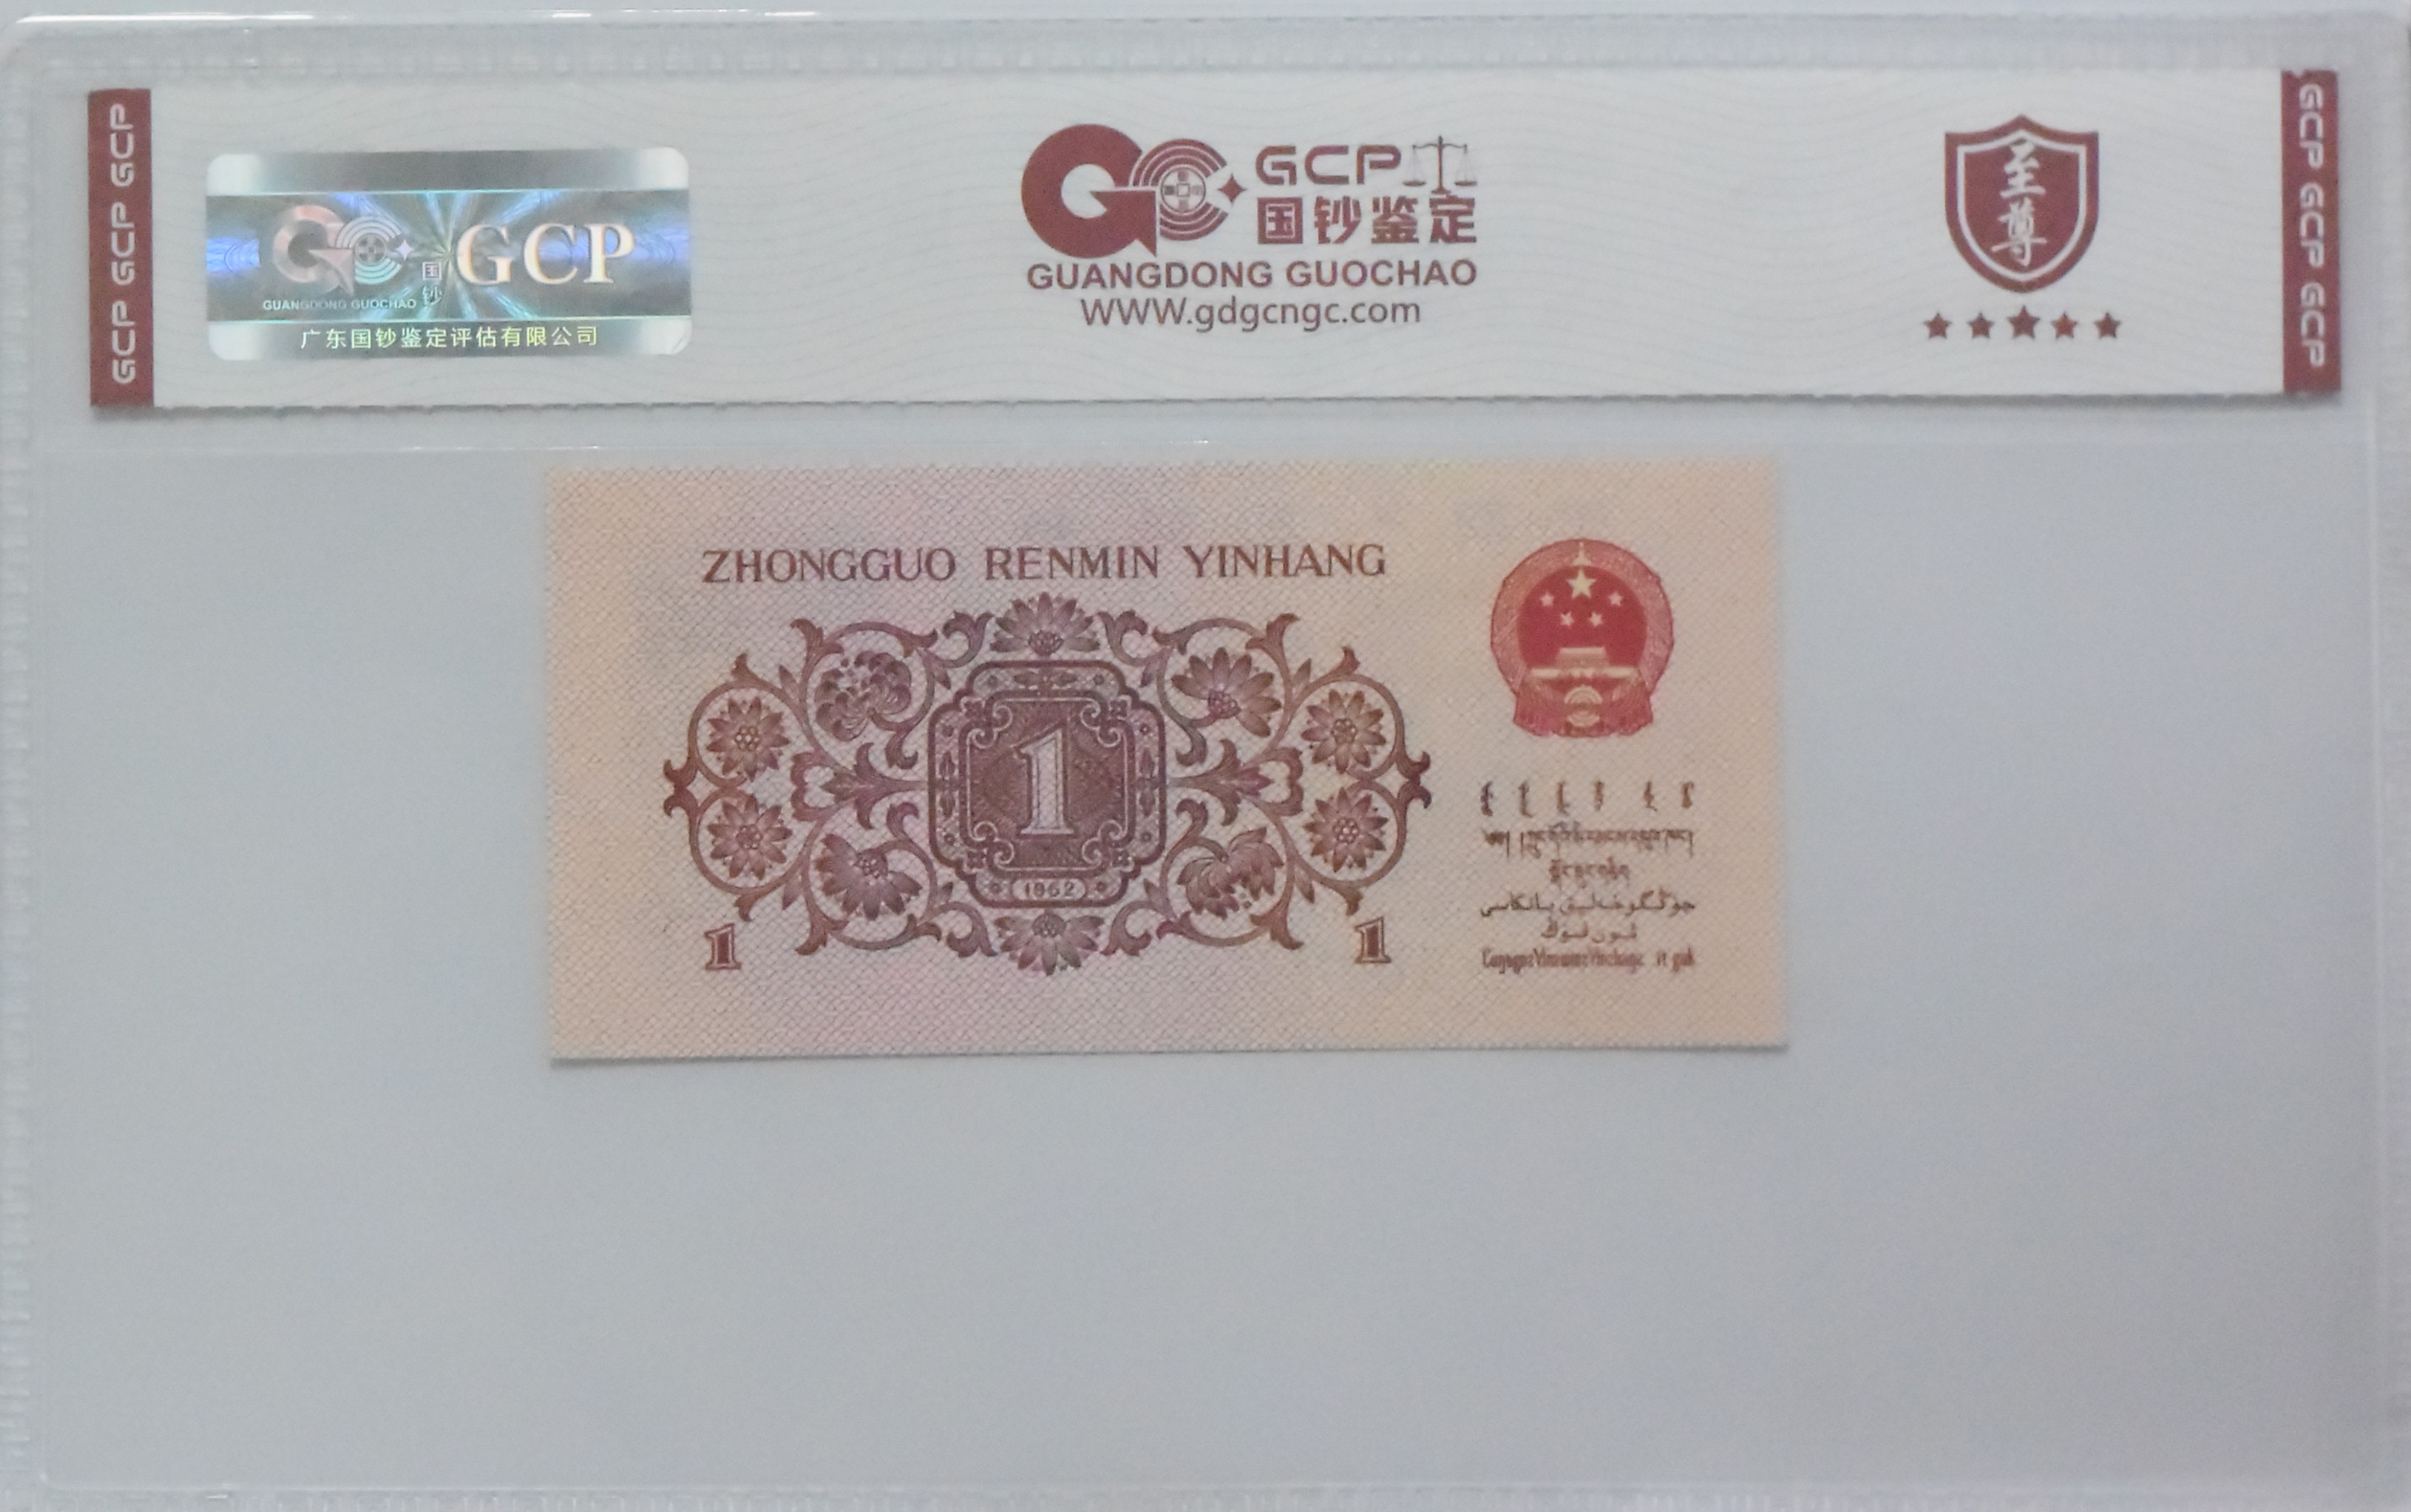 GCP GCP GCP
GUANGDONG GUOCHAO
国钞
GCP
广东国钞鉴定评估有限公司
GCP
国钞鉴定
GUANGDONG GUOCHAO
WWW.gdgcngc.com
至尊
GCP GCP GCP
ZHONGGUO RENMIN YINHANG
1
1962
1
1